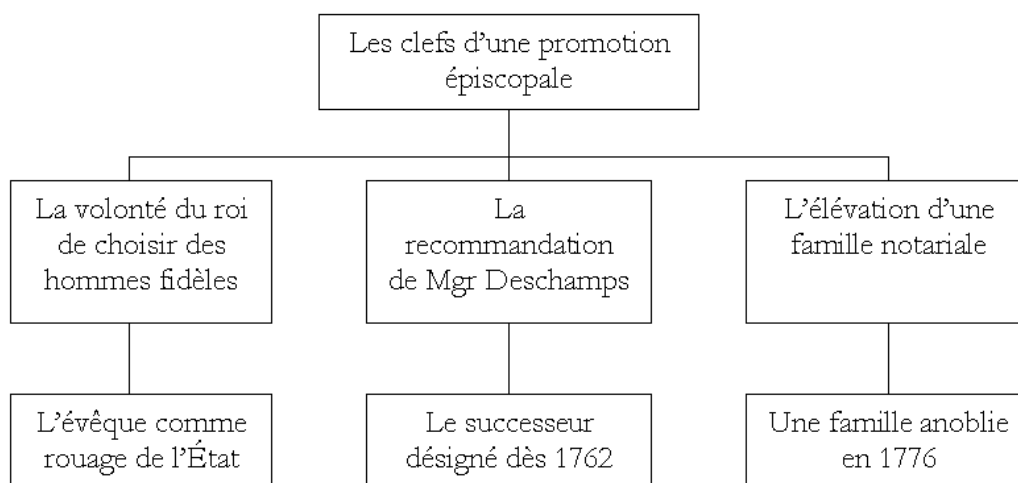 Les clefs d’une promotion
épiscopale
La volonté du roi
de choisir des
hommes fidèles
La
recommandation
de Mgr Deschamps
L’élévation d’une
famille notariale
L’évêque comme
rouage de l’État
Le successeur
désigné dès 1762
Une famille anoblie
en 1776